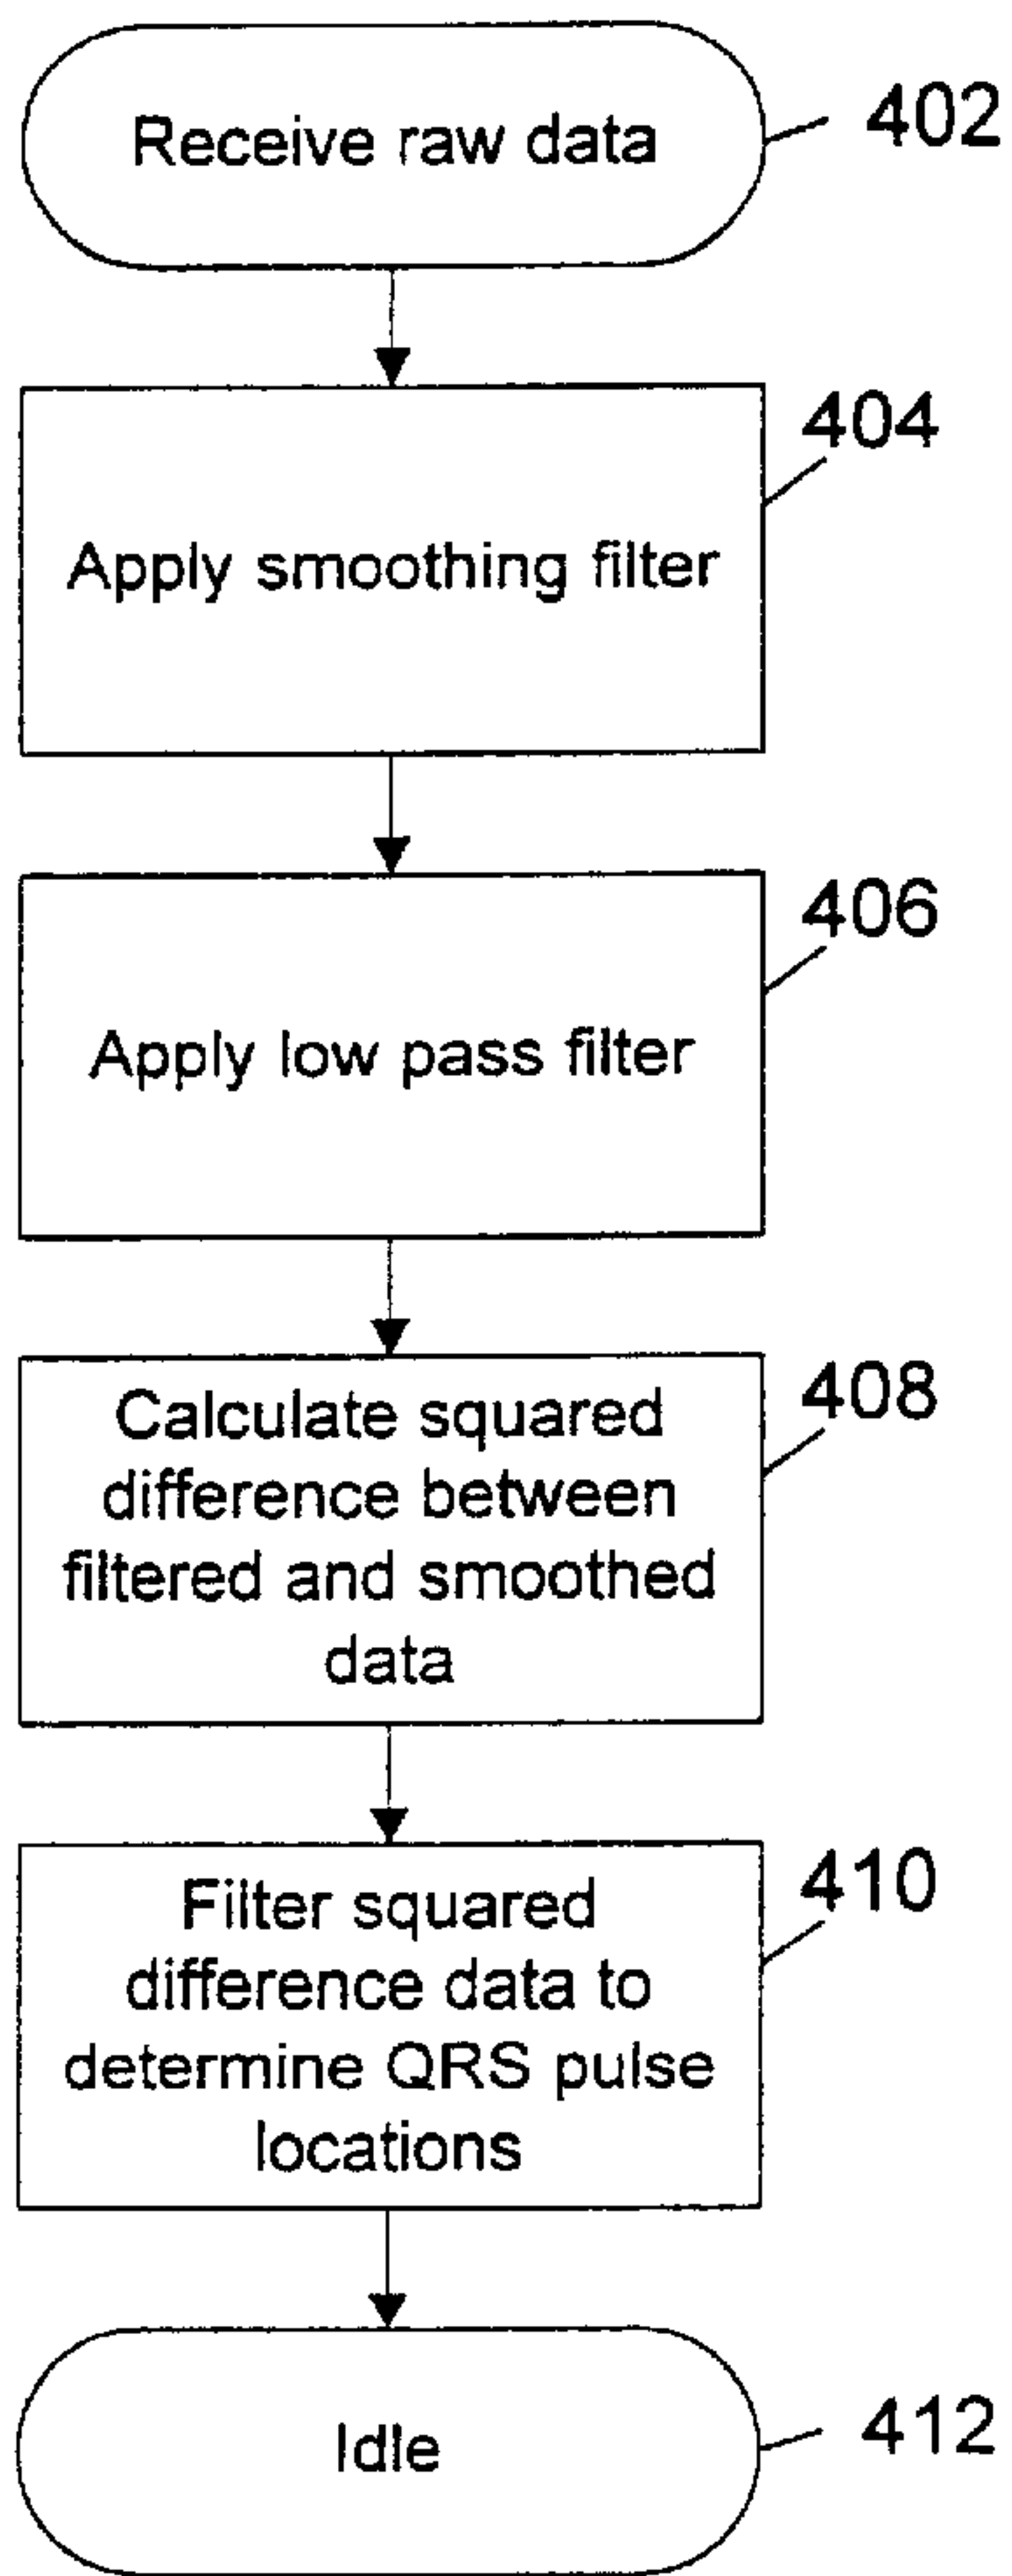 Receive raw data
402
Apply smoothing filter
404
Apply low pass filter
406
Calculate squared
difference between
filtered and smoothed
data
408
Filter squared
difference data to
determine QRS pulse
locations
410
Idle
412